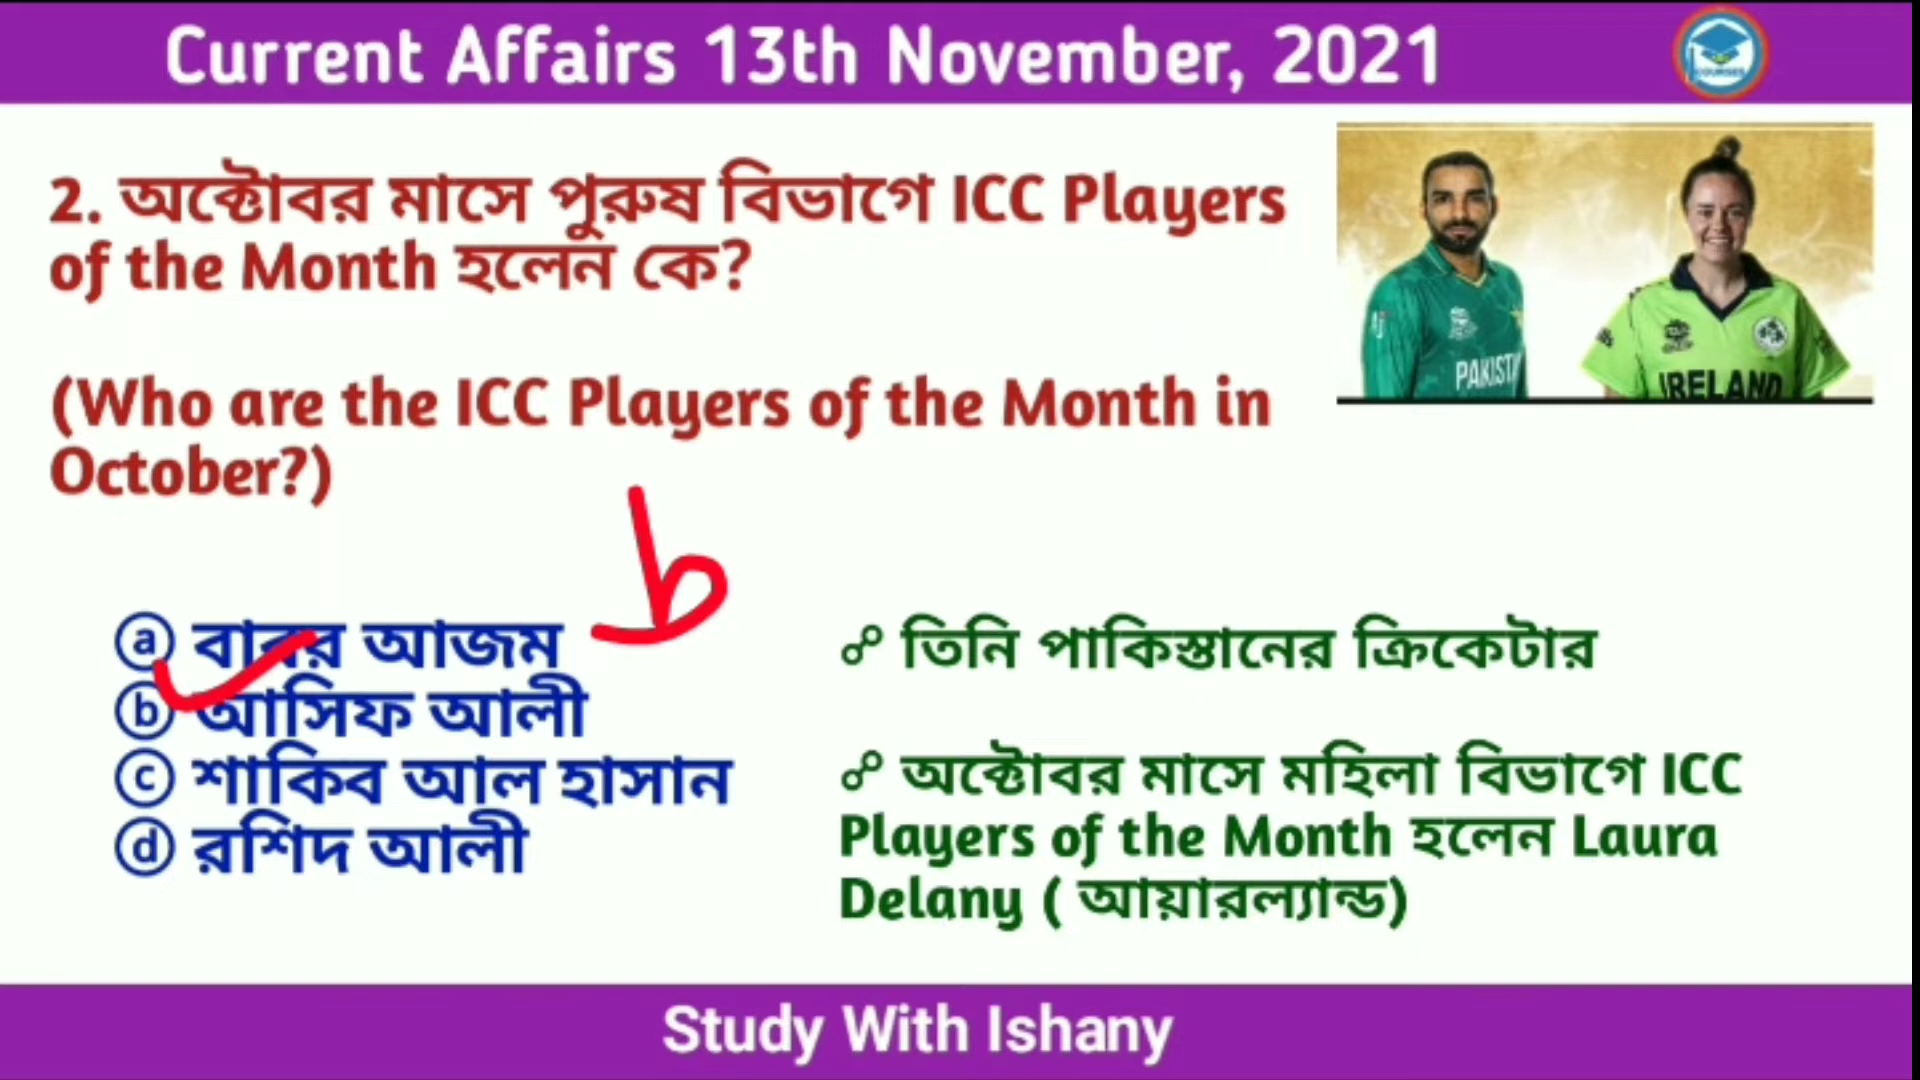 Current Affairs 13th November, 2021
COURSES
2. অক্টোবর মাসে পুরুষ বিভাগে ICC Players
of the Month হলেন কে?
PAKISTA
IRELAND
(Who are the ICC Players of the Month in
October?)
b
ⓐ বাবর আজম
ⓑ আসিফ আলী
ⓒ শাকিব আল হাসান
ⓓ রশিদ আলী
তিনি পাকিস্তানের ক্রিকেটার
অক্টোবর মাসে মহিলা বিভাগে ICC
Players of the Month হলেন Laura
Delany ( আয়ারল্যান্ড)
Study With Ishany